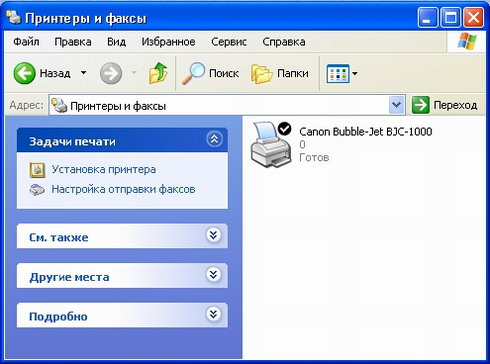 Принтеры и факсы
Файл Правка Вид Избранное Сервис Справка
Назад Поиск Папки
Адрес: Принтеры и факсы Переход
Задачи печати
Установка принтера
Настройка отправки факсов
См. также
Другие места
Подробно
Canon Bubble-Jet BJC-1000
0
Готов